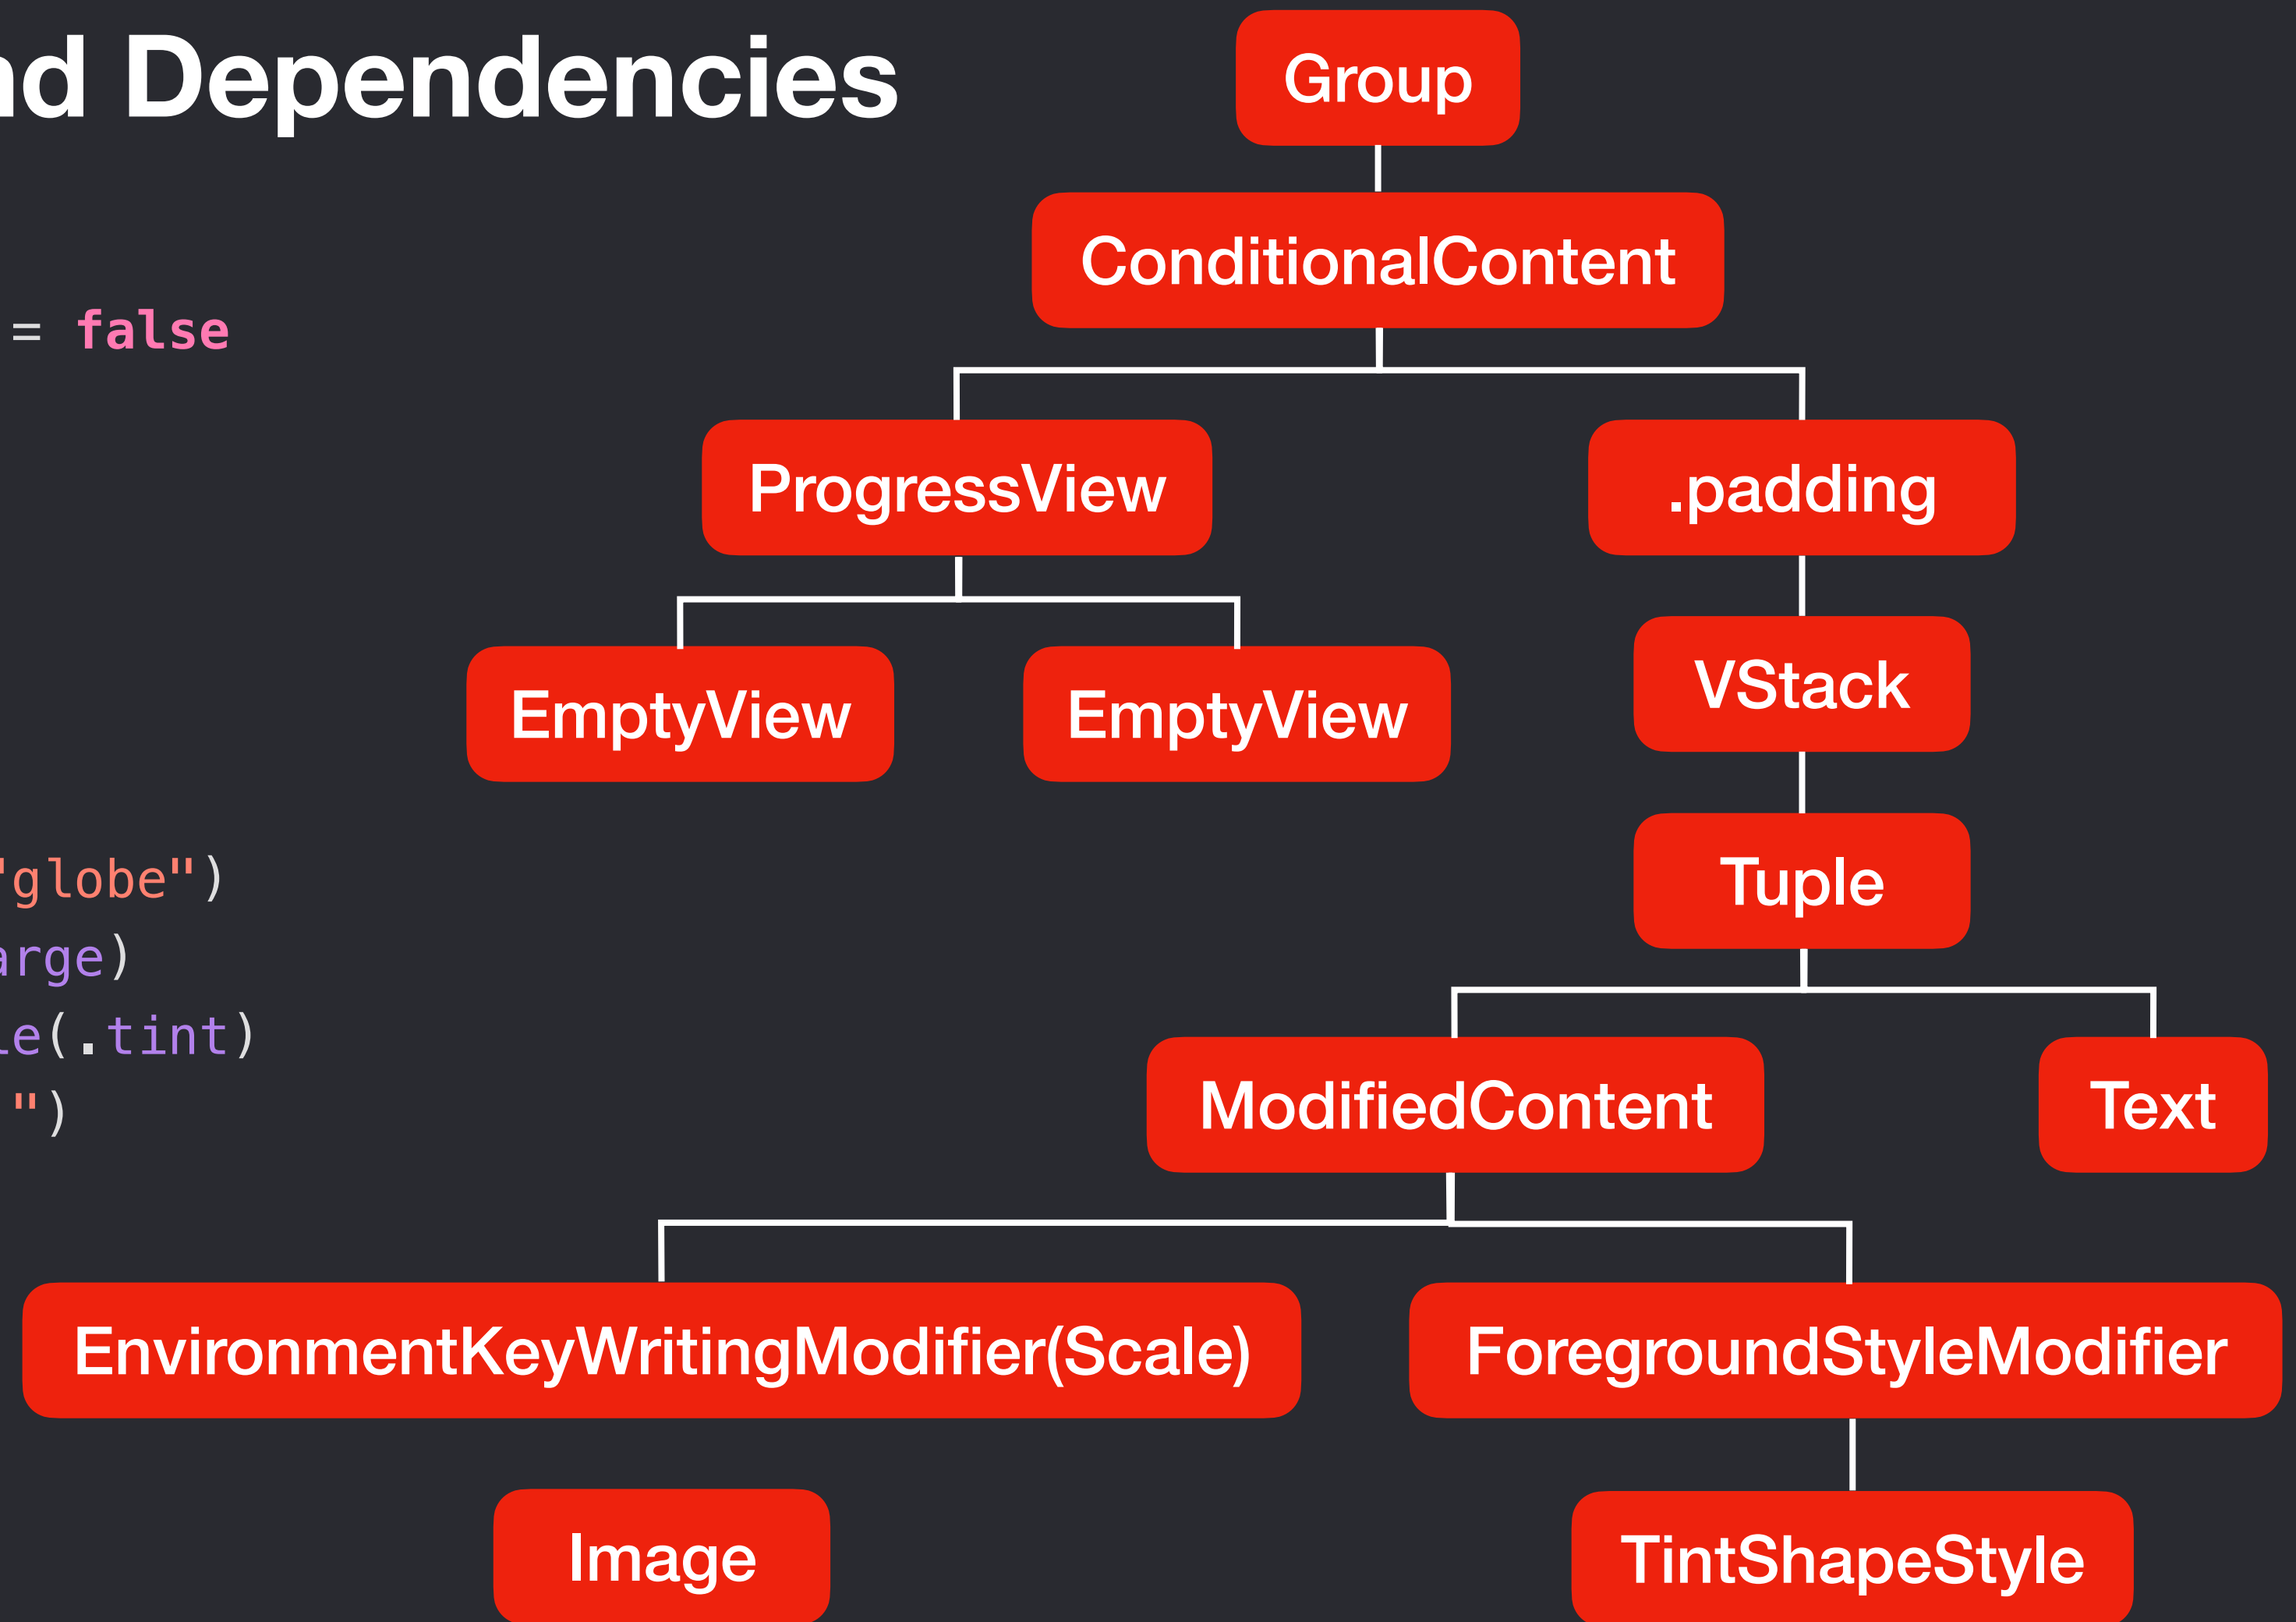 nd Dependencies
Group
ConditionalContent
= false
ProgressView
.padding
EmptyView
EmptyView
VStack
"globe")
Tuple
arge)
le(.tint)
ModifiedContent
Text
")
EnvironmentKeyWritingModifier(Scale)
ForegroundStyleModifier
Image
TintShapeStyle